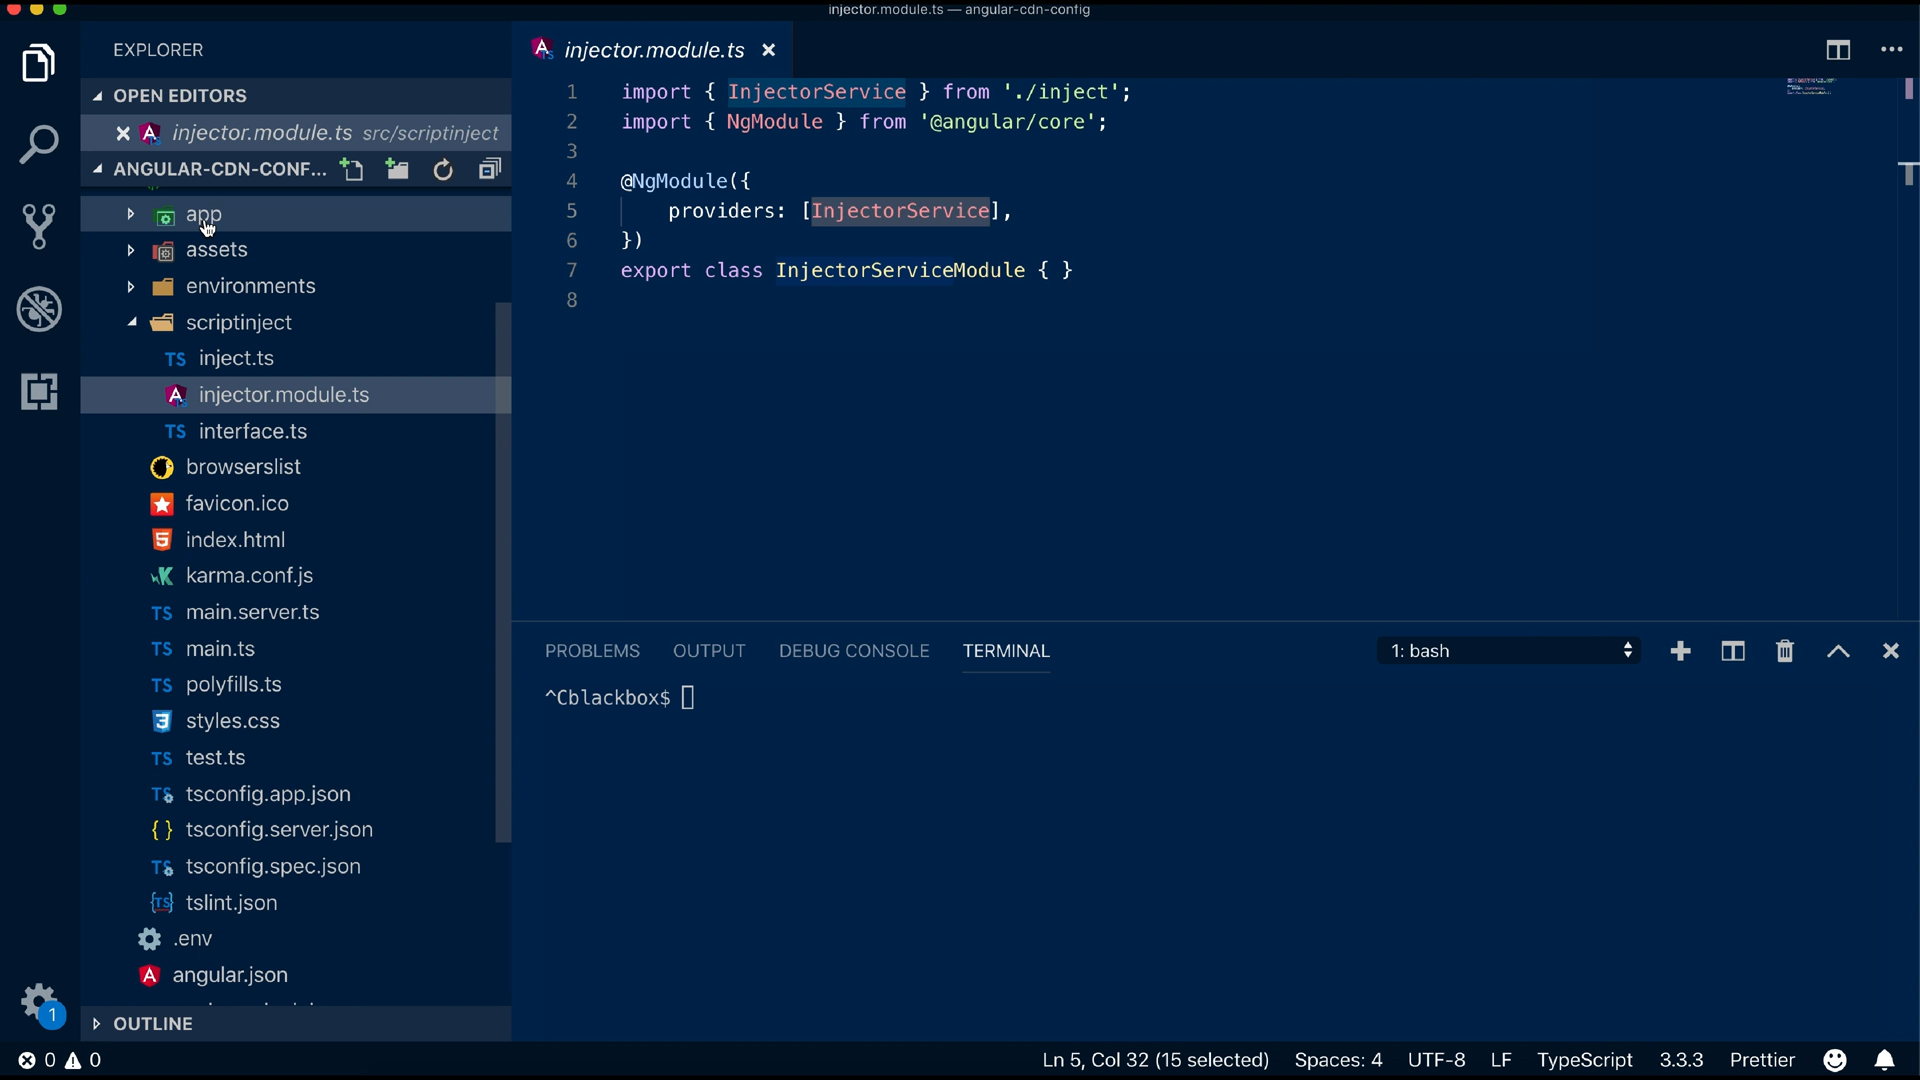 injector.module.ts — angular-cdn-config
EXPLORER
OPEN EDITORS
injector.module.ts src/scriptinject
ANGULAR-CDN-CONF...
app
assets
environments
scriptinject
TS inject.ts
injector.module.ts
TS interface.ts
browserslist
favicon.ico
index.html
karma.conf.js
TS main.server.ts
TS main.ts
TS polyfills.ts
styles.css
TS test.ts
tsconfig.app.json
{ } tsconfig.server.json
tsconfig.spec.json
tslint.json
.env
angular.json
OUTLINE
1
injector.module.ts
1 import { InjectorService } from './inject';
2 import { NgModule } from '@angular/core';
3
4 @NgModule({
5 providers: [InjectorService],
6 })
7 export class InjectorServiceModule { }
8
PROBLEMS OUTPUT DEBUG CONSOLE TERMINAL 1: bash
^Cblackbox$
0 0 Ln 5, Col 32 (15 selected) Spaces: 4 UTF-8 LF TypeScript 3.3.3 Prettier